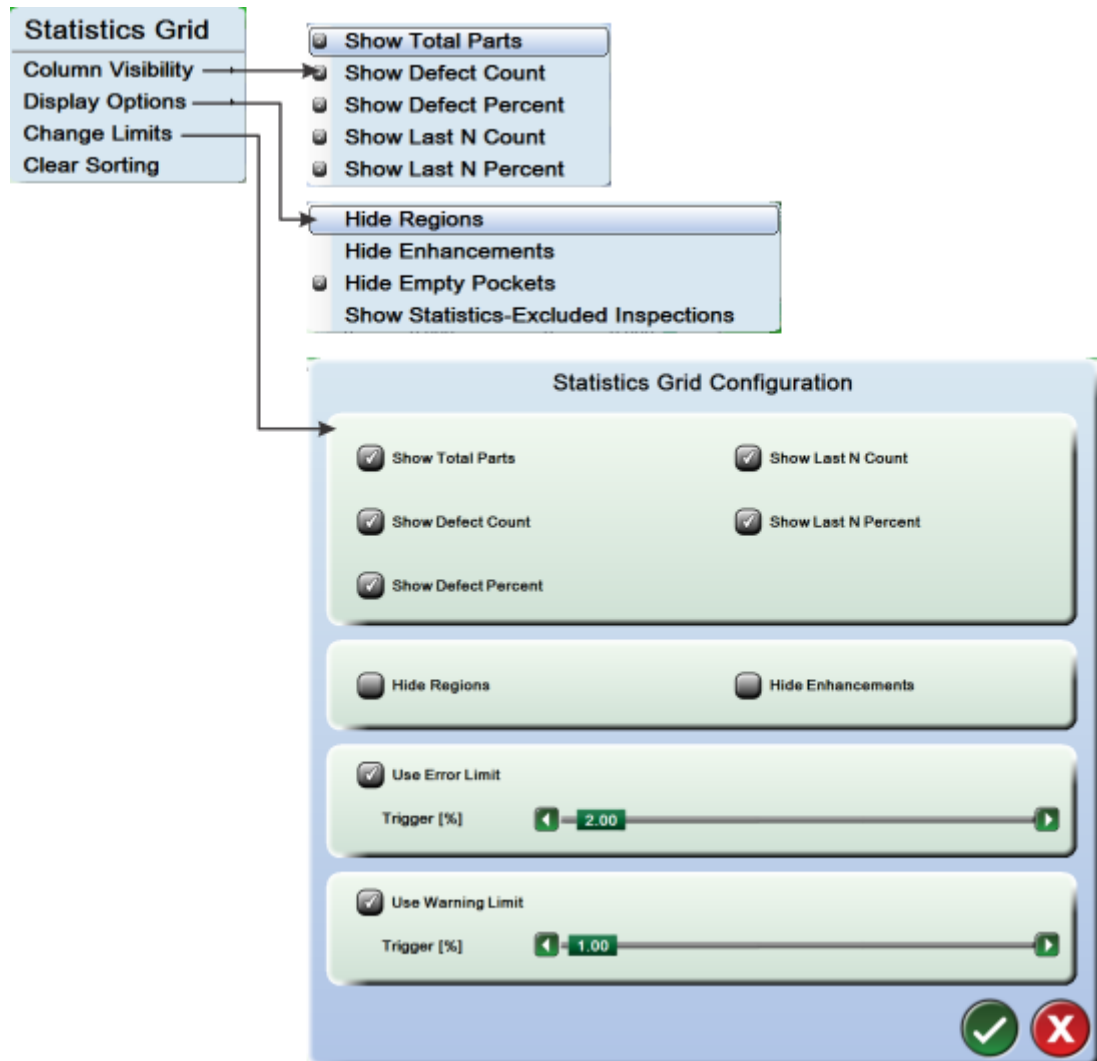 Statistics Grid
Column Visibility
Display Options
Change Limits
Clear Sorting
Show Total Parts
Show Defect Count
Show Defect Percent
Show Last N Count
Show Last N Percent
Hide Regions
Hide Enhancements
Hide Empty Pockets
Show Statistics-Excluded Inspections
Statistics Grid Configuration
Show Total Parts
Show Last N Count
Show Defect Count
Show Last N Percent
Show Defect Percent
Hide Regions
Hide Enhancements
Use Error Limit
Trigger [%]
2.00
Use Warning Limit
Trigger [%]
1.00